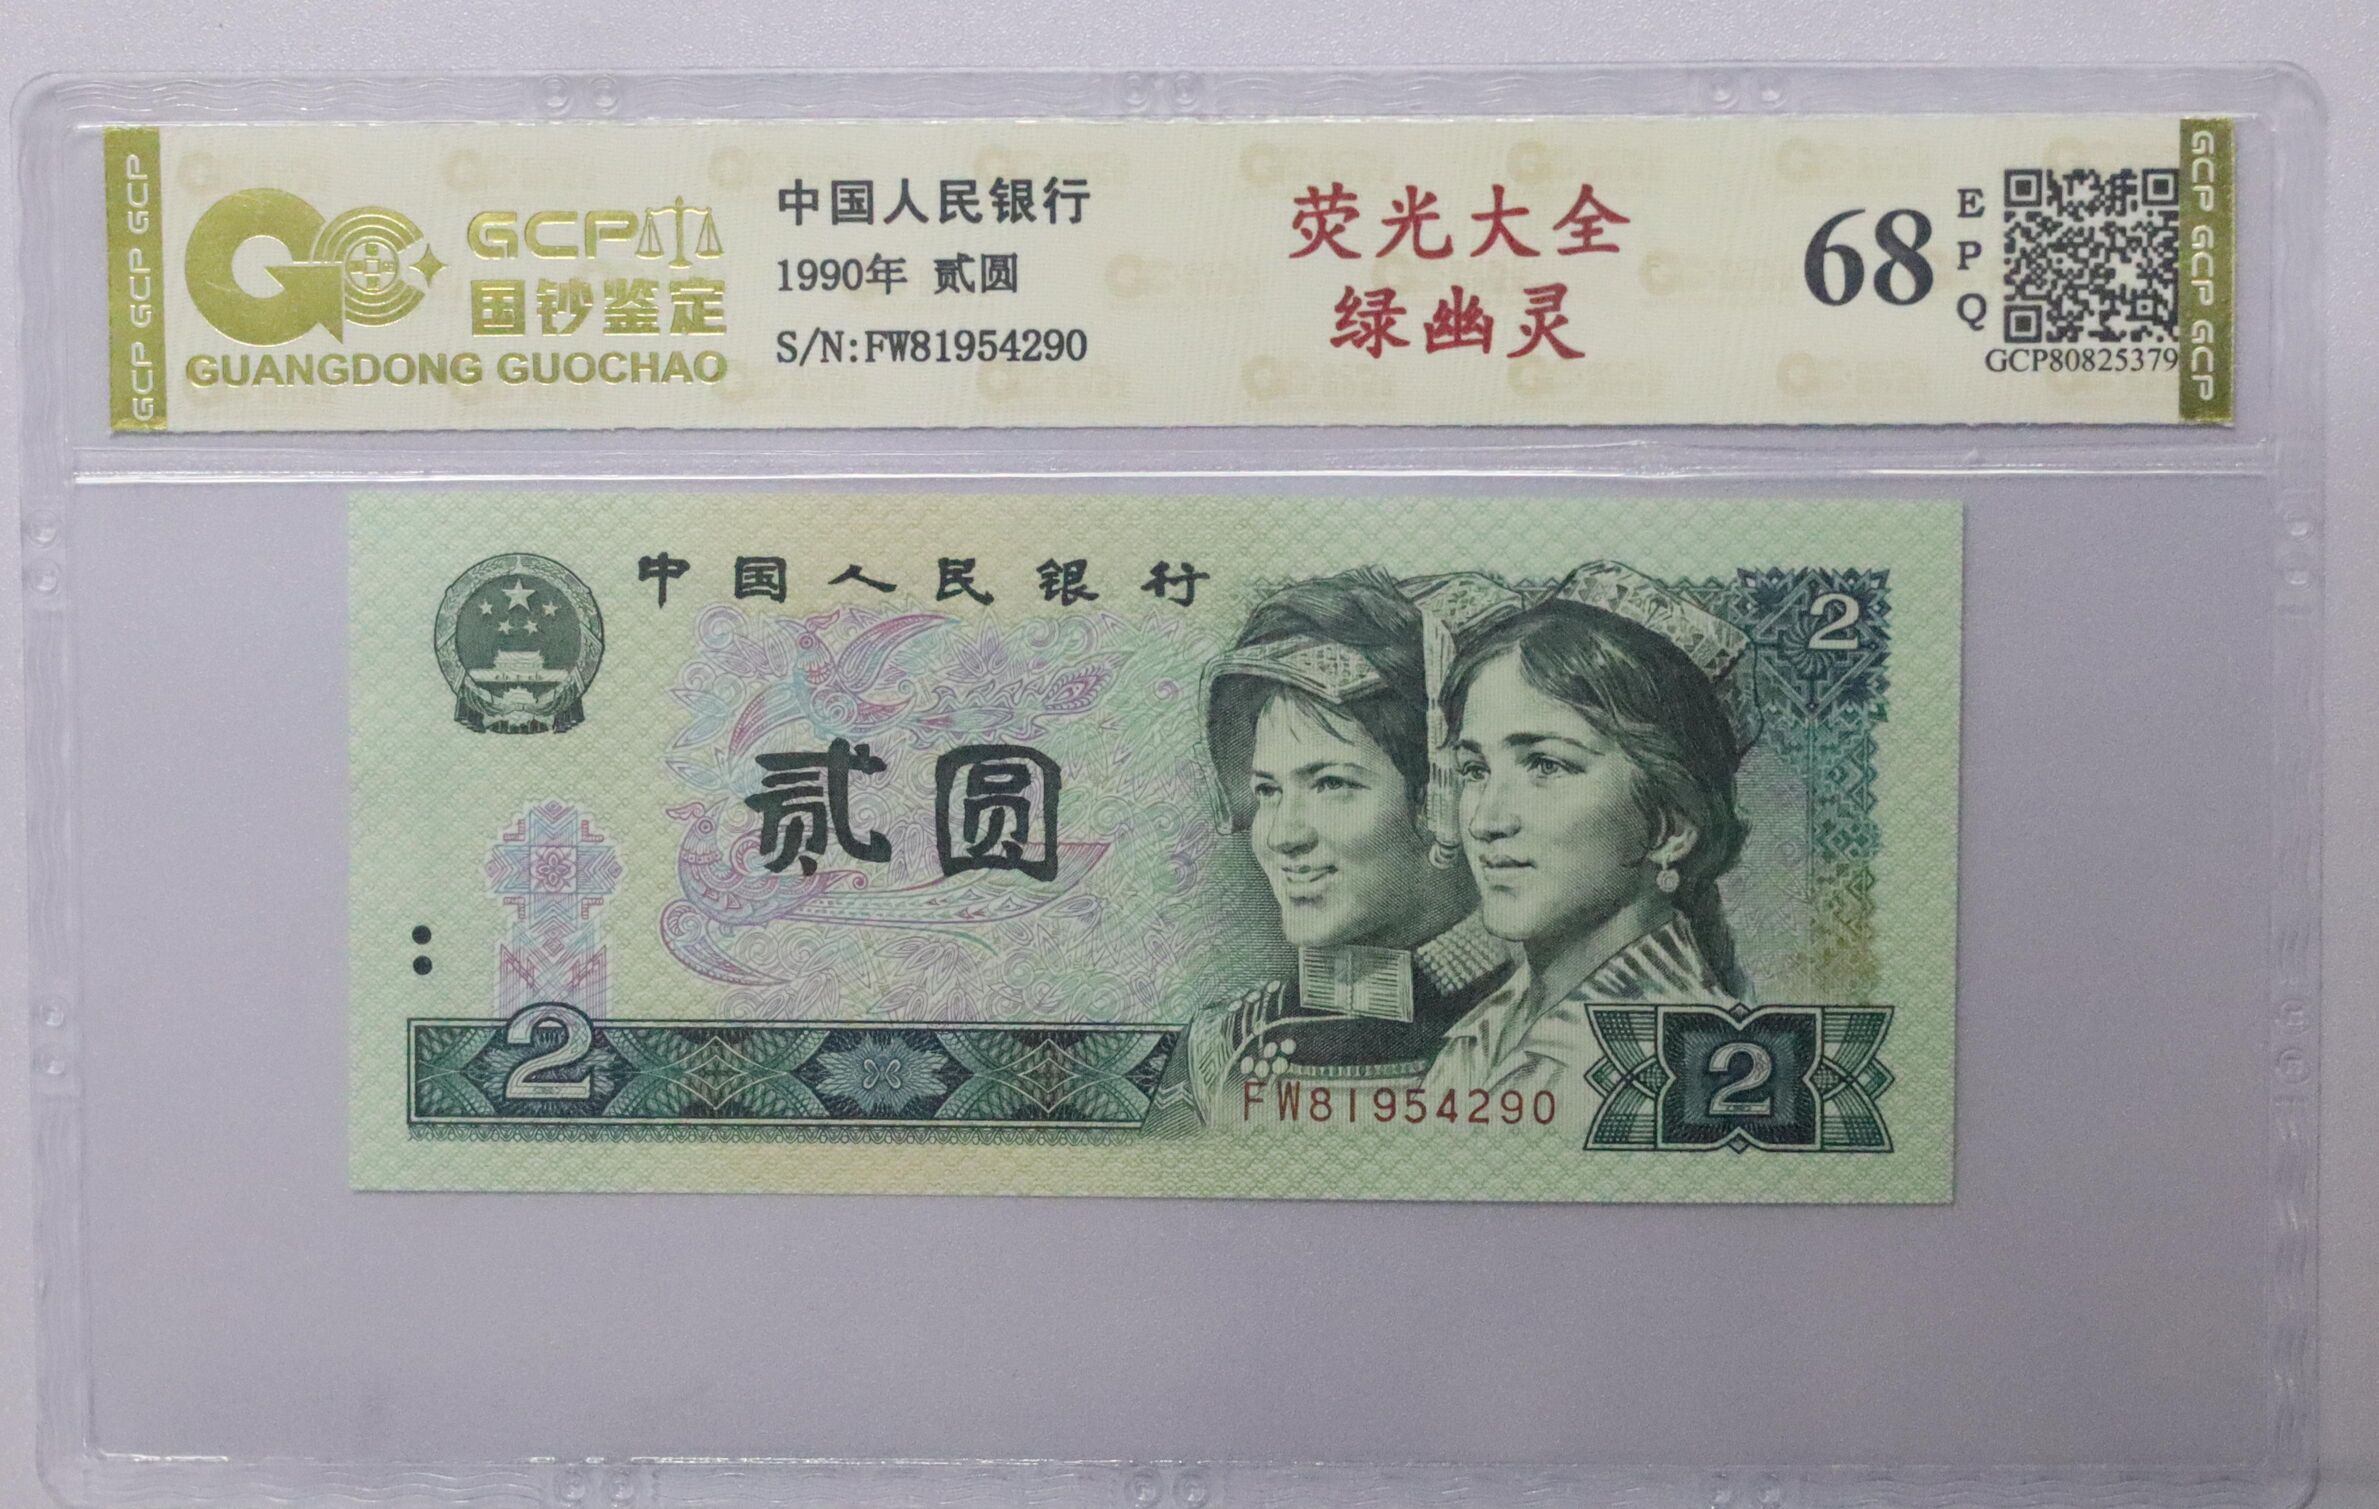 GCP GCP GCP
GCP
国钞鉴定
GUANGDONG GUOCHAO
中国人民银行
1990年 贰圆
S/N:FW81954290
荧光大全
绿幽灵
68
EPQ
GCP80825379
GCP GCP GCP
中国人民银行
2
贰圆
2
FW81954290
2